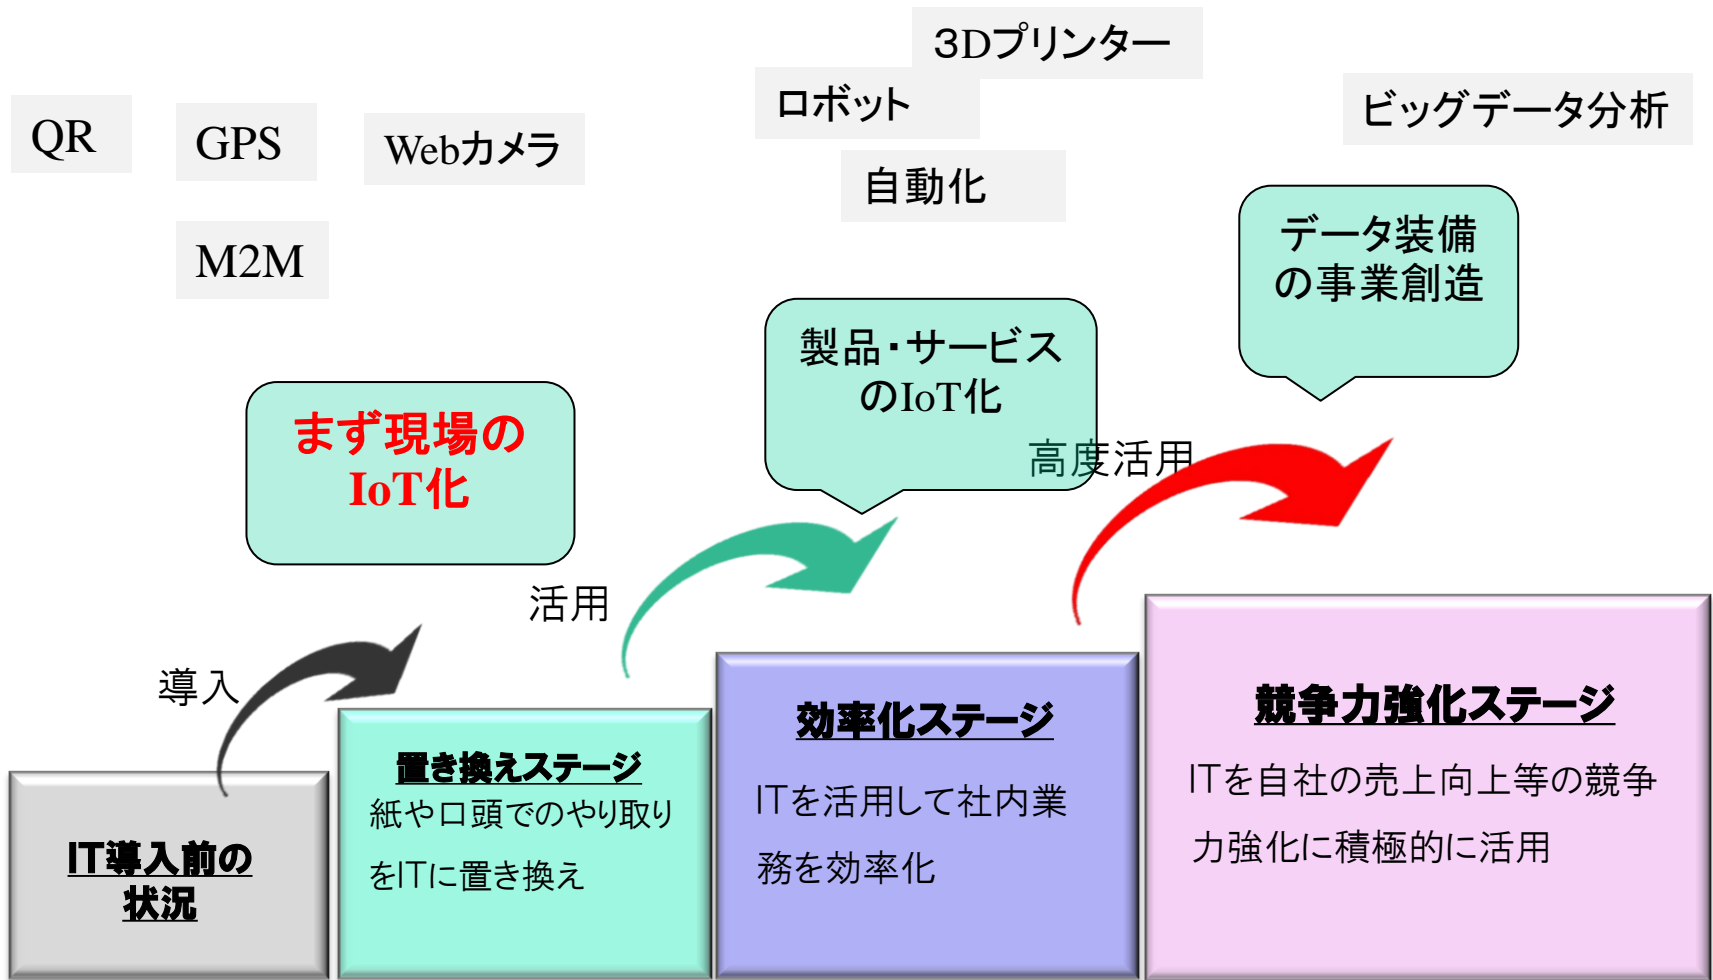 3Dプリンター
ロボット
ビッグデータ分析
QR
GPS
Webカメラ
自動化
M2M
データ装備
の事業創造
製品・サービス
のIoT化
まず現場の
IoT化
高度活用
活用
導入
IT導入前の
状況
置き換えステージ
紙や口頭でのやり取り
をITに置き換え
効率化ステージ
ITを活用して社内業
務を効率化
競争力強化ステージ
ITを自社の売上向上等の競争
力強化に積極的に活用